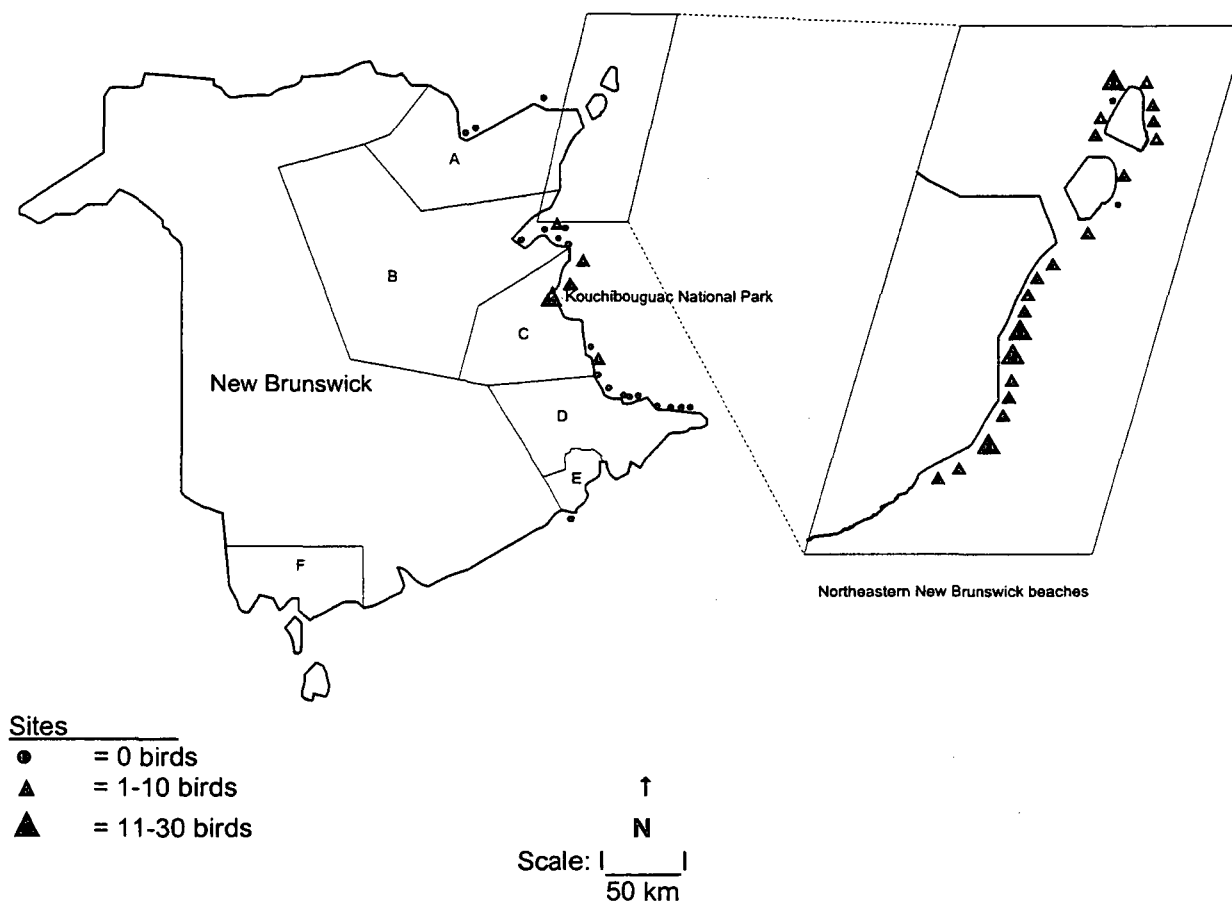 A
B
Kouchibouguac National Park
C
New Brunswick
D
E
F
Northeastern New Brunswick beaches
Sites
= 0 birds
= 1-10 birds
= 11-30 birds
↑
N
Scale:
50 km